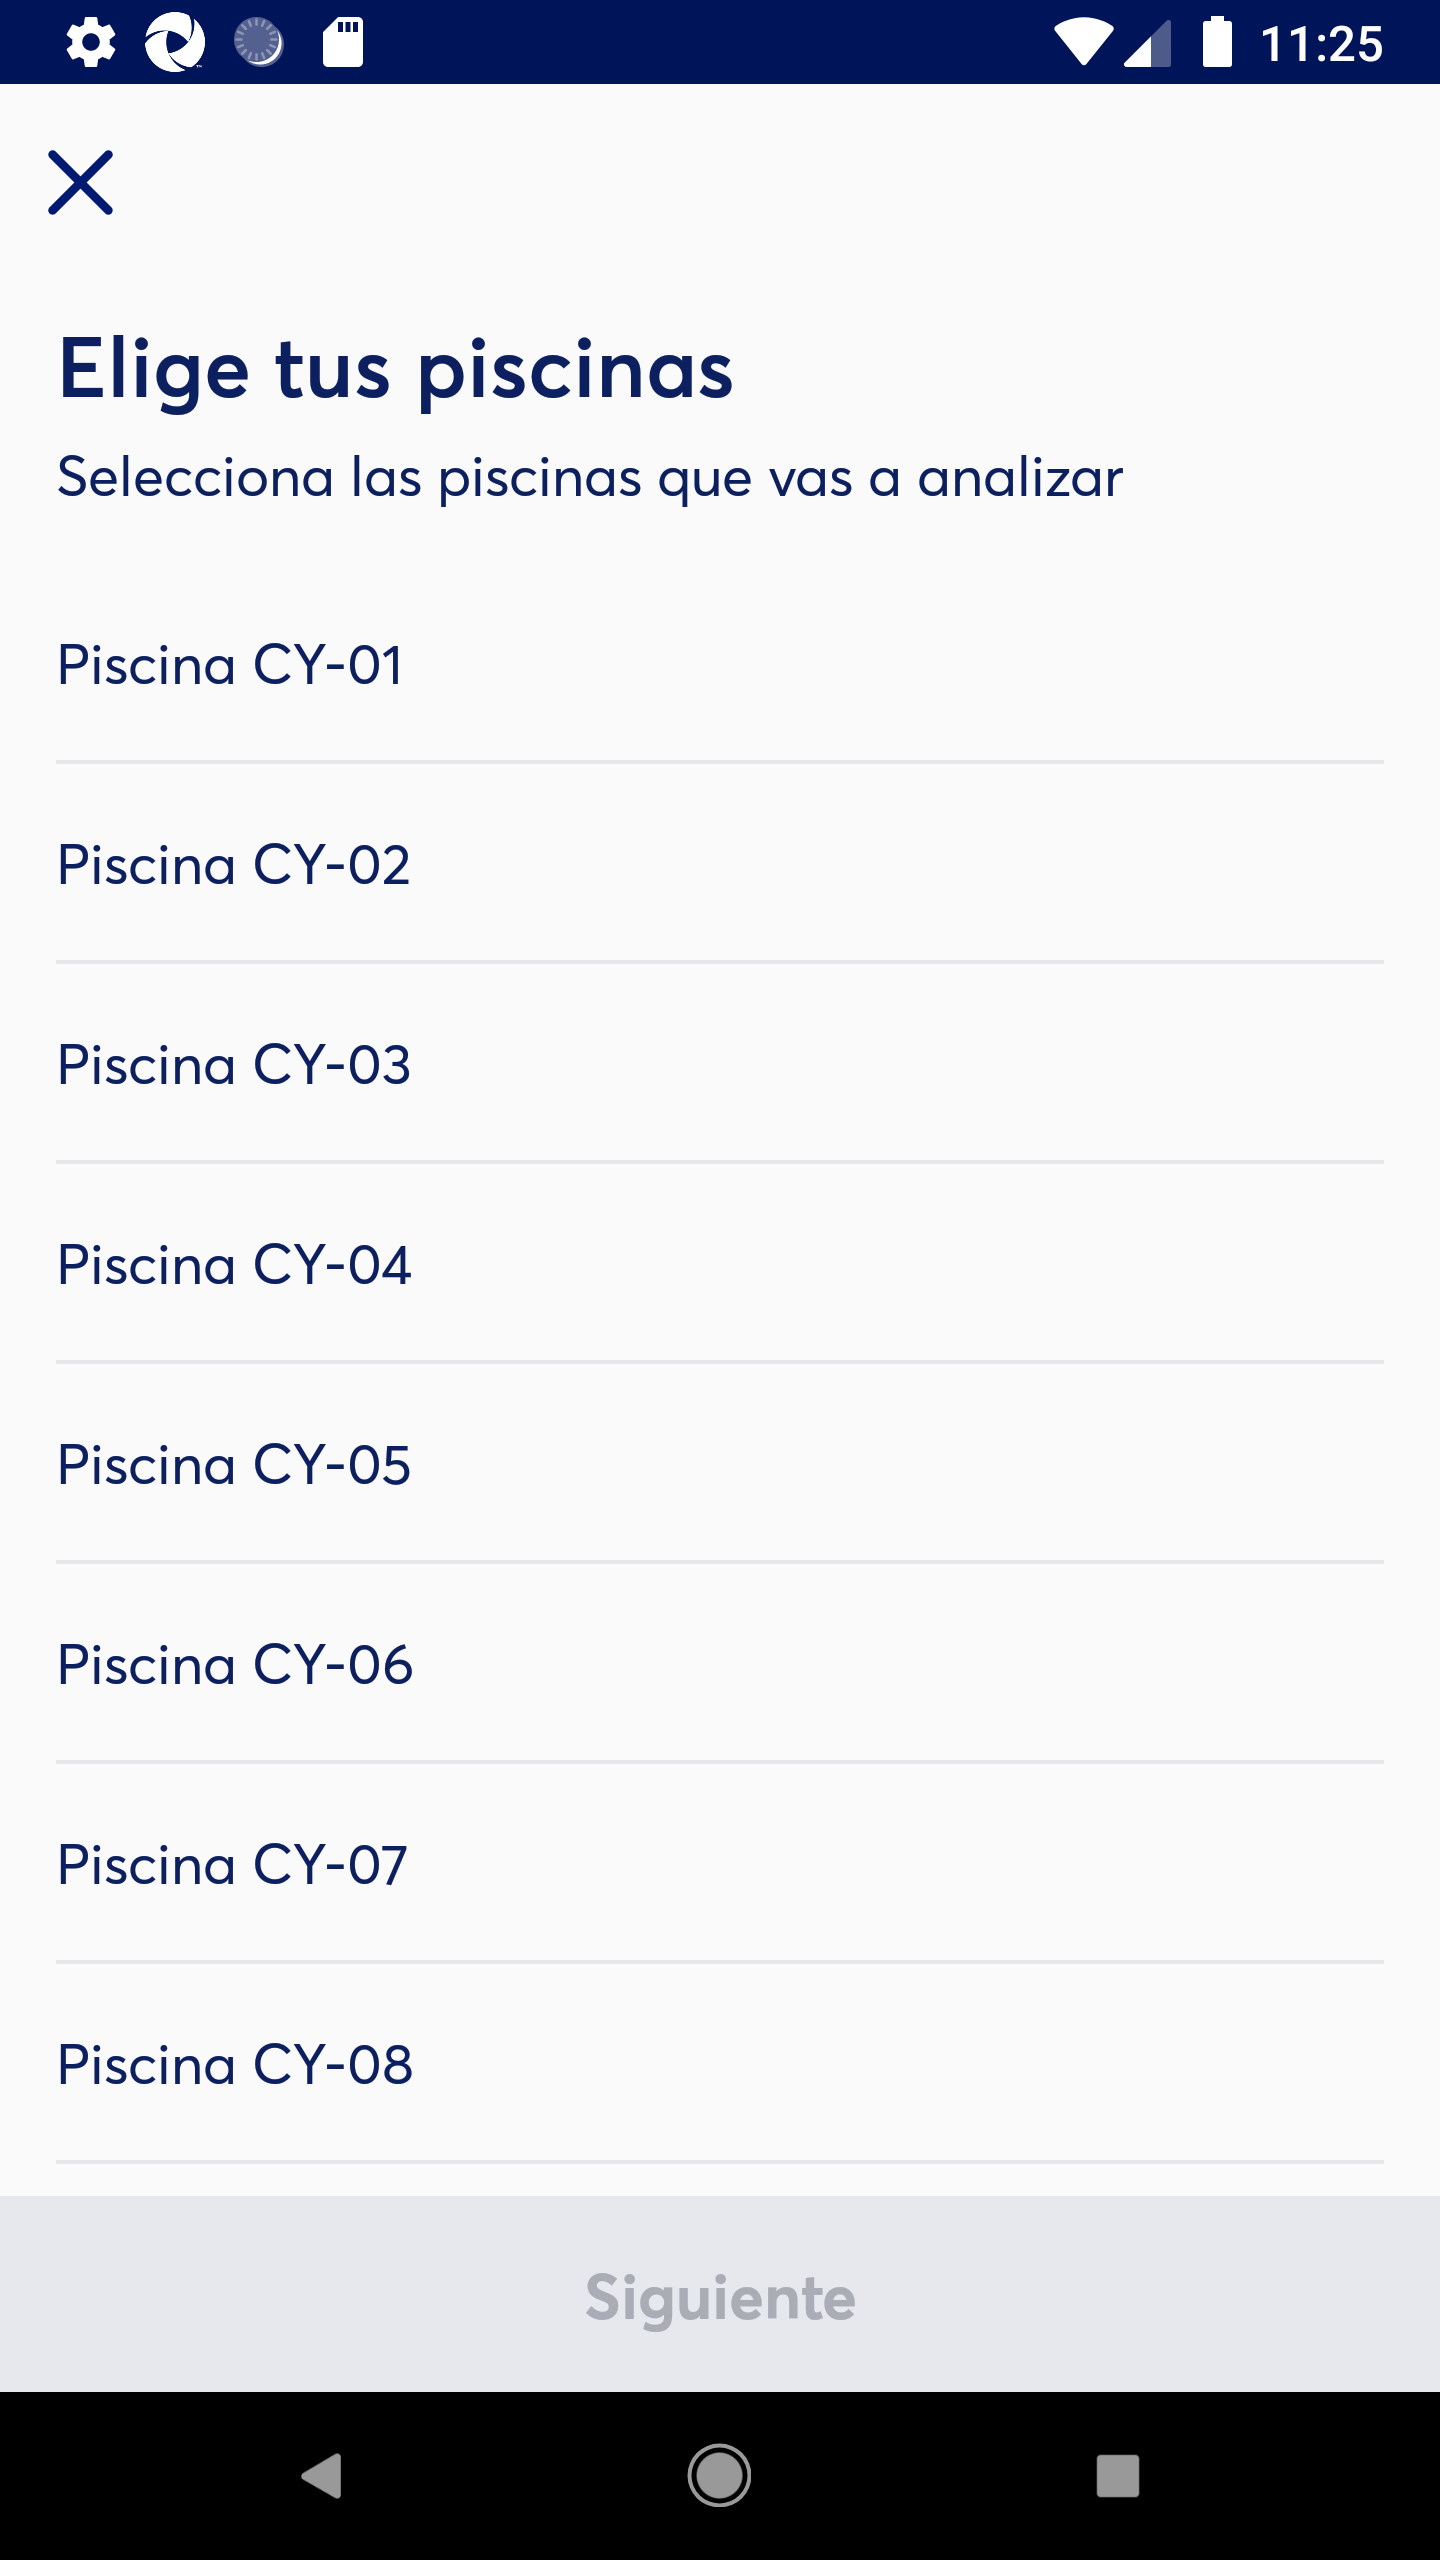 11:25
Elige tus piscinas
Selecciona las piscinas que vas a analizar
Piscina CY-01
Piscina CY-02
Piscina CY-03
Piscina CY-04
Piscina CY-05
Piscina CY-06
Piscina CY-07
Piscina CY-08
Siguiente